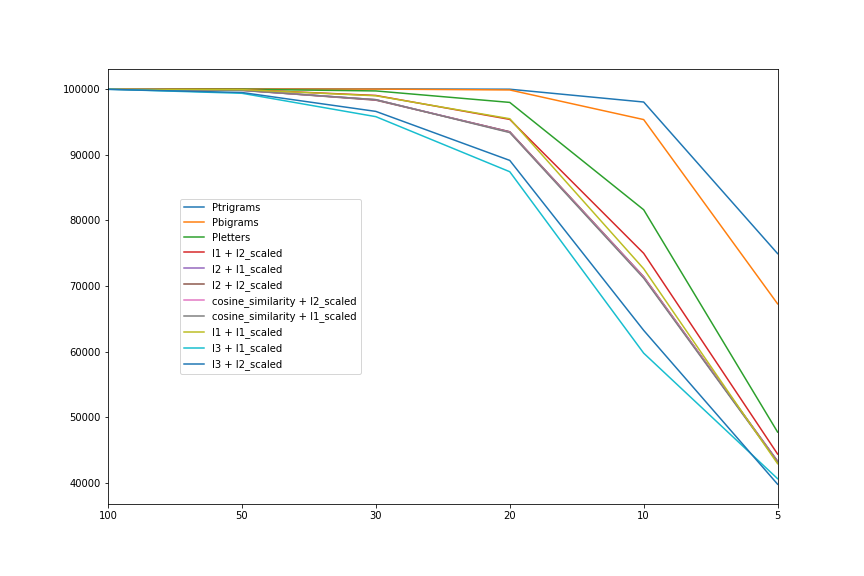 100000
90000
80000
70000
60000
50000
40000
Ptrigrams
Pbigrams
Pletters
l1 + l2_scaled
l2 + l1_scaled
l2 + l2_scaled
cosine_similarity + l2_scaled
cosine_similarity + l1_scaled
l1 + l1_scaled
l3 + l1_scaled
l3 + l2_scaled
100 50 30 20 10 5